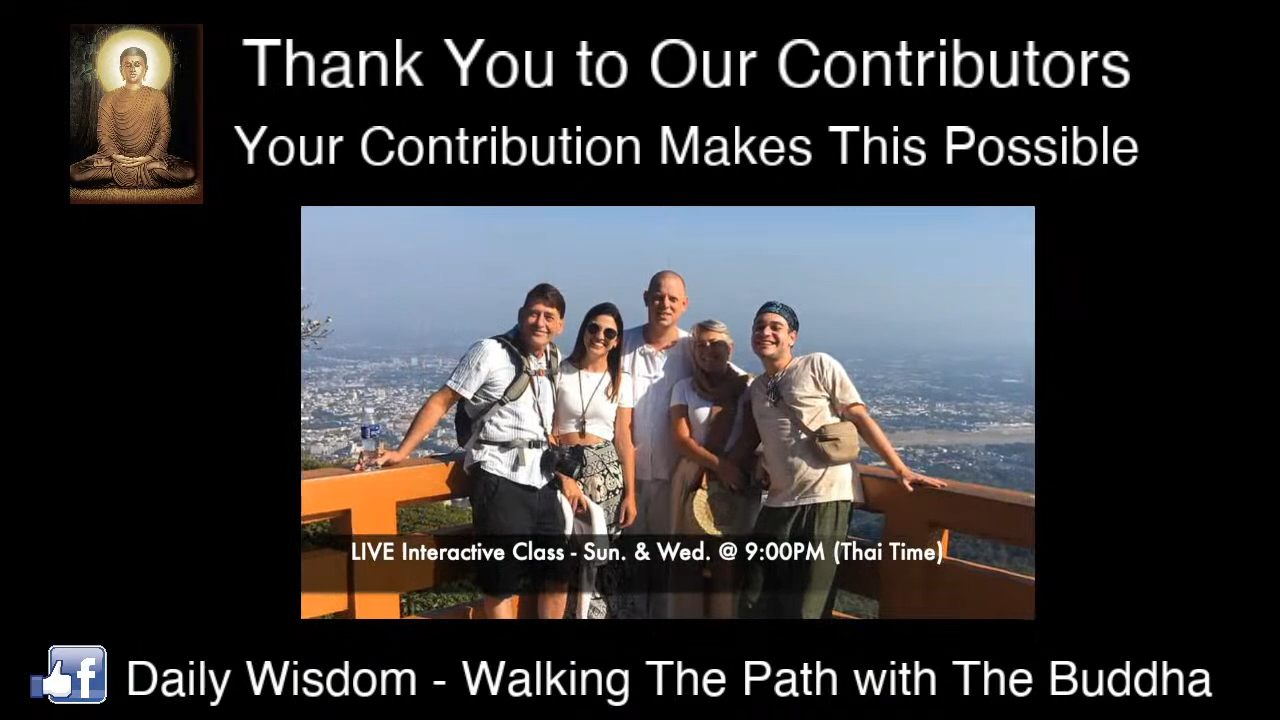 Thank You to Our Contributors
Your Contribution Makes This Possible
LIVE Interactive Class - Sun. & Wed. @ 9:00PM (Thai Time)
f Daily Wisdom - Walking The Path with The Buddha